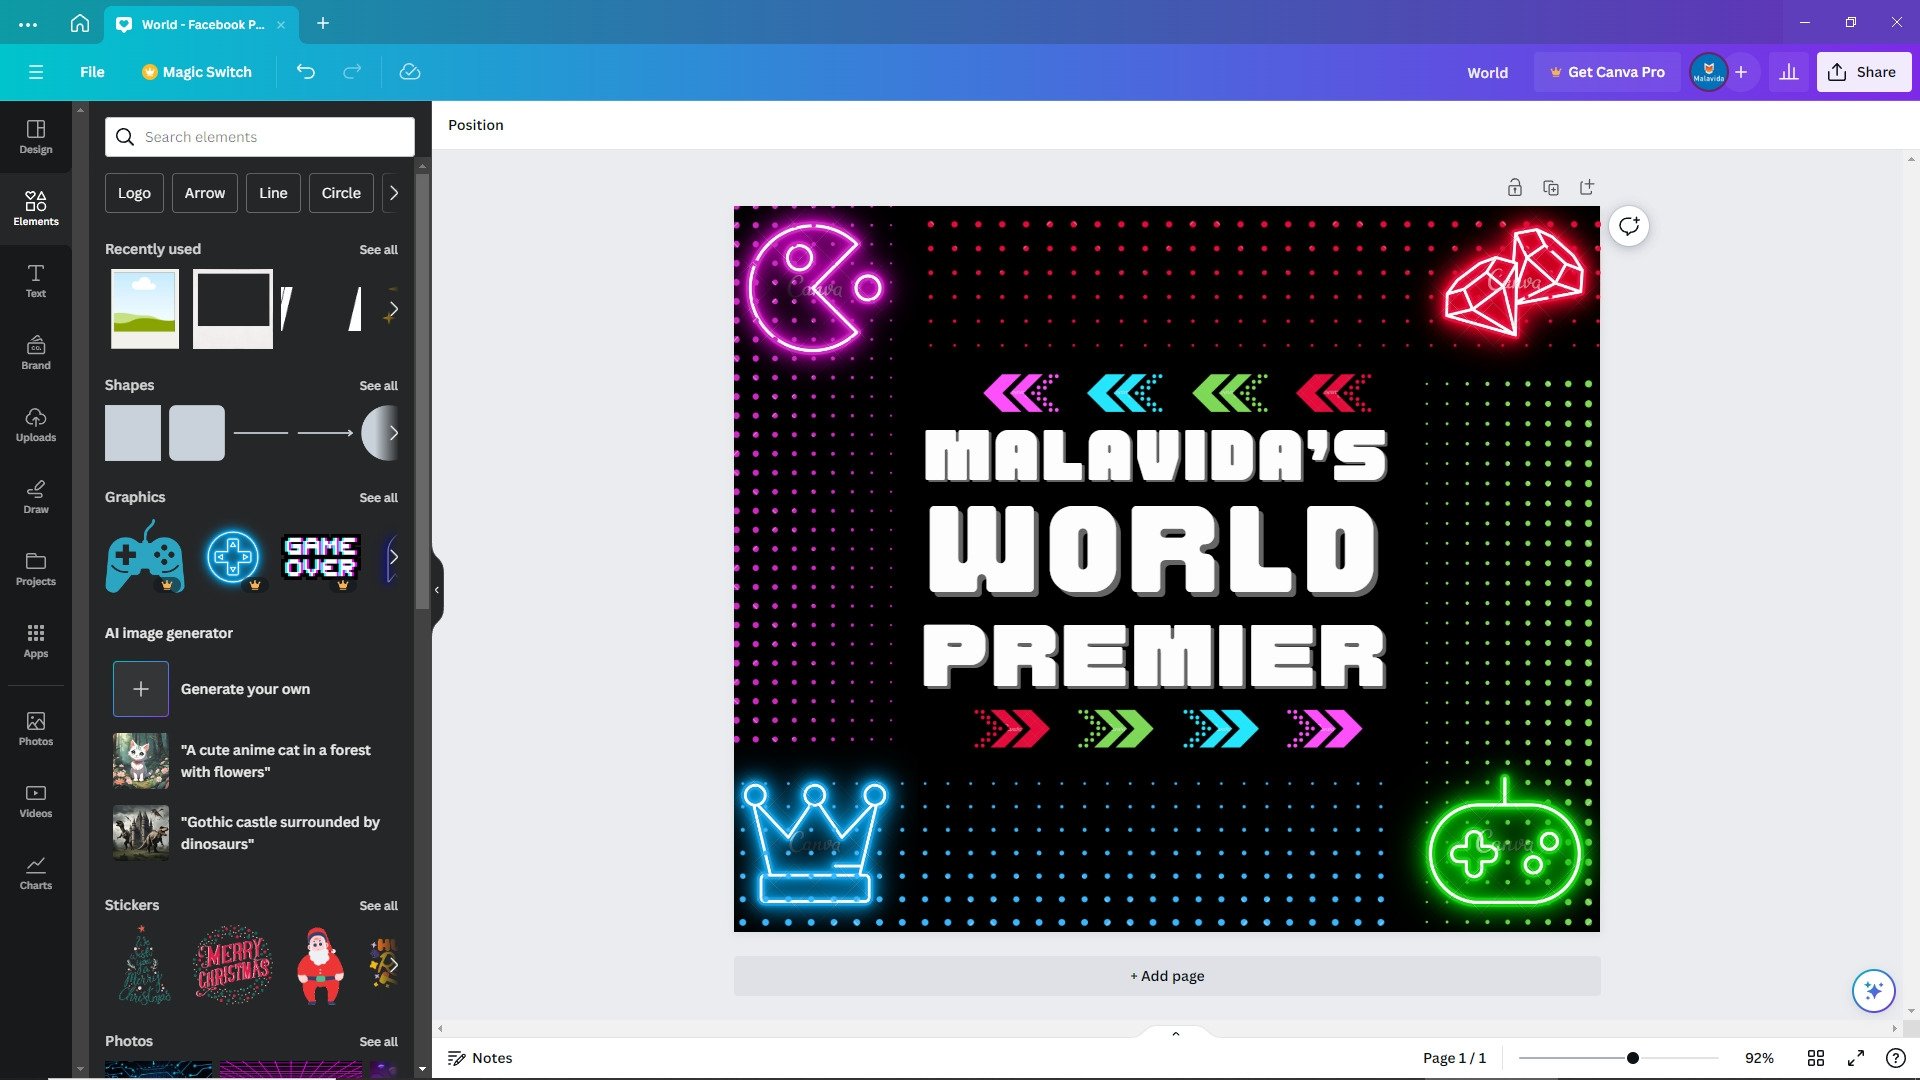 World - Facebook P...
File
Magic Switch
World
Get Canva Pro
Malavida
Share
Design
Elements
Text
Brand
Uploads
Draw
Projects
Apps
Photos
Videos
Charts
Search elements
Logo
Arrow
Line
Circle
Recently used
See all
Shapes
See all
Graphics
See all
GAME
OVER
AI image generator
Generate your own
"A cute anime cat in a forest
with flowers"
"Gothic castle surrounded by
dinosaurs"
Stickers
See all
MERRY
CHRISTMAS
Photos
See all
Position
Canva
Canva
MALAVIDA'S
WORLD
PREMIER
Canva
Canva
+ Add page
Notes
Page 1 / 1
92%